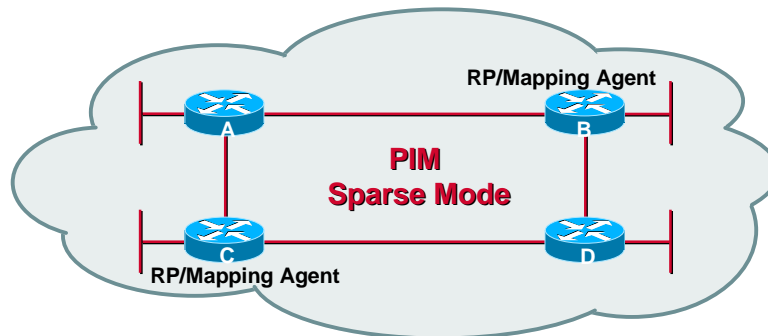 RP/Mapping Agent
A
B
PIM
Sparse Mode
C
D
RP/Mapping Agent